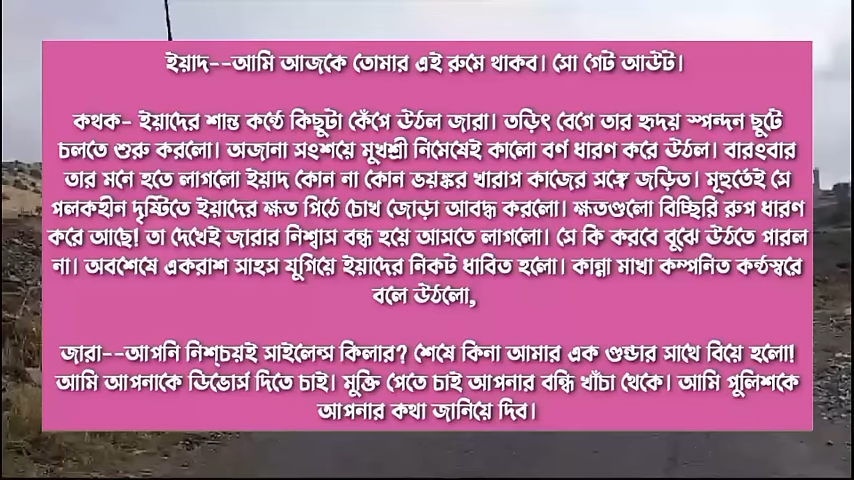 ইয়াদ--আমি আজকে তোমার এই রুমে থাকব। সো গেট আউট।
কথক- ইয়াদের শান্ত কন্ঠে কিছুটা কেঁপে উঠল জারা। তড়িৎ বেগে তার হৃদয় স্পন্দন ছুটে
চলতে শুরু করলো। অজানা সংশয়ে মুখশ্রী নিমেষেই কালো বর্ণ ধারণ করে উঠল। বারংবার
তার মনে হতে লাগলো ইয়াদ কোন না কোন ভয়ঙ্কর খারাপ কাজের সঙ্গে জড়িত। মূহুর্তেই সে
পলকহীন দৃষ্টিতে ইয়াদের ক্ষত পিঠে চোখ জোড়া আবদ্ধ করলো। ক্ষতগুলো বিচ্ছিরি রুপ ধারণ
করে আছে! তা দেখেই জারার নিশ্বাস বন্ধ হয়ে আসতে লাগলো। সে কি করবে বুঝে উঠতে পারল
না। অবশেষে একরাশ সাহস যুগিয়ে ইয়াদের নিকট ধাবিত হলো। কান্না মাখা কম্পনিত কন্ঠস্বরে
বলে উঠলো,
জারা--আপনি নিশ্চয়ই সাইলেন্স কিলার? শেষে কিনা আমার এক গুন্ডার সাথে বিয়ে হলো!
আমি আপনাকে ডিভোর্স দিতে চাই। মুক্তি পেতে চাই আপনার বন্ধি খাঁচা থেকে। আমি পুলিশকে
আপনার কথা জানিয়ে দিব।